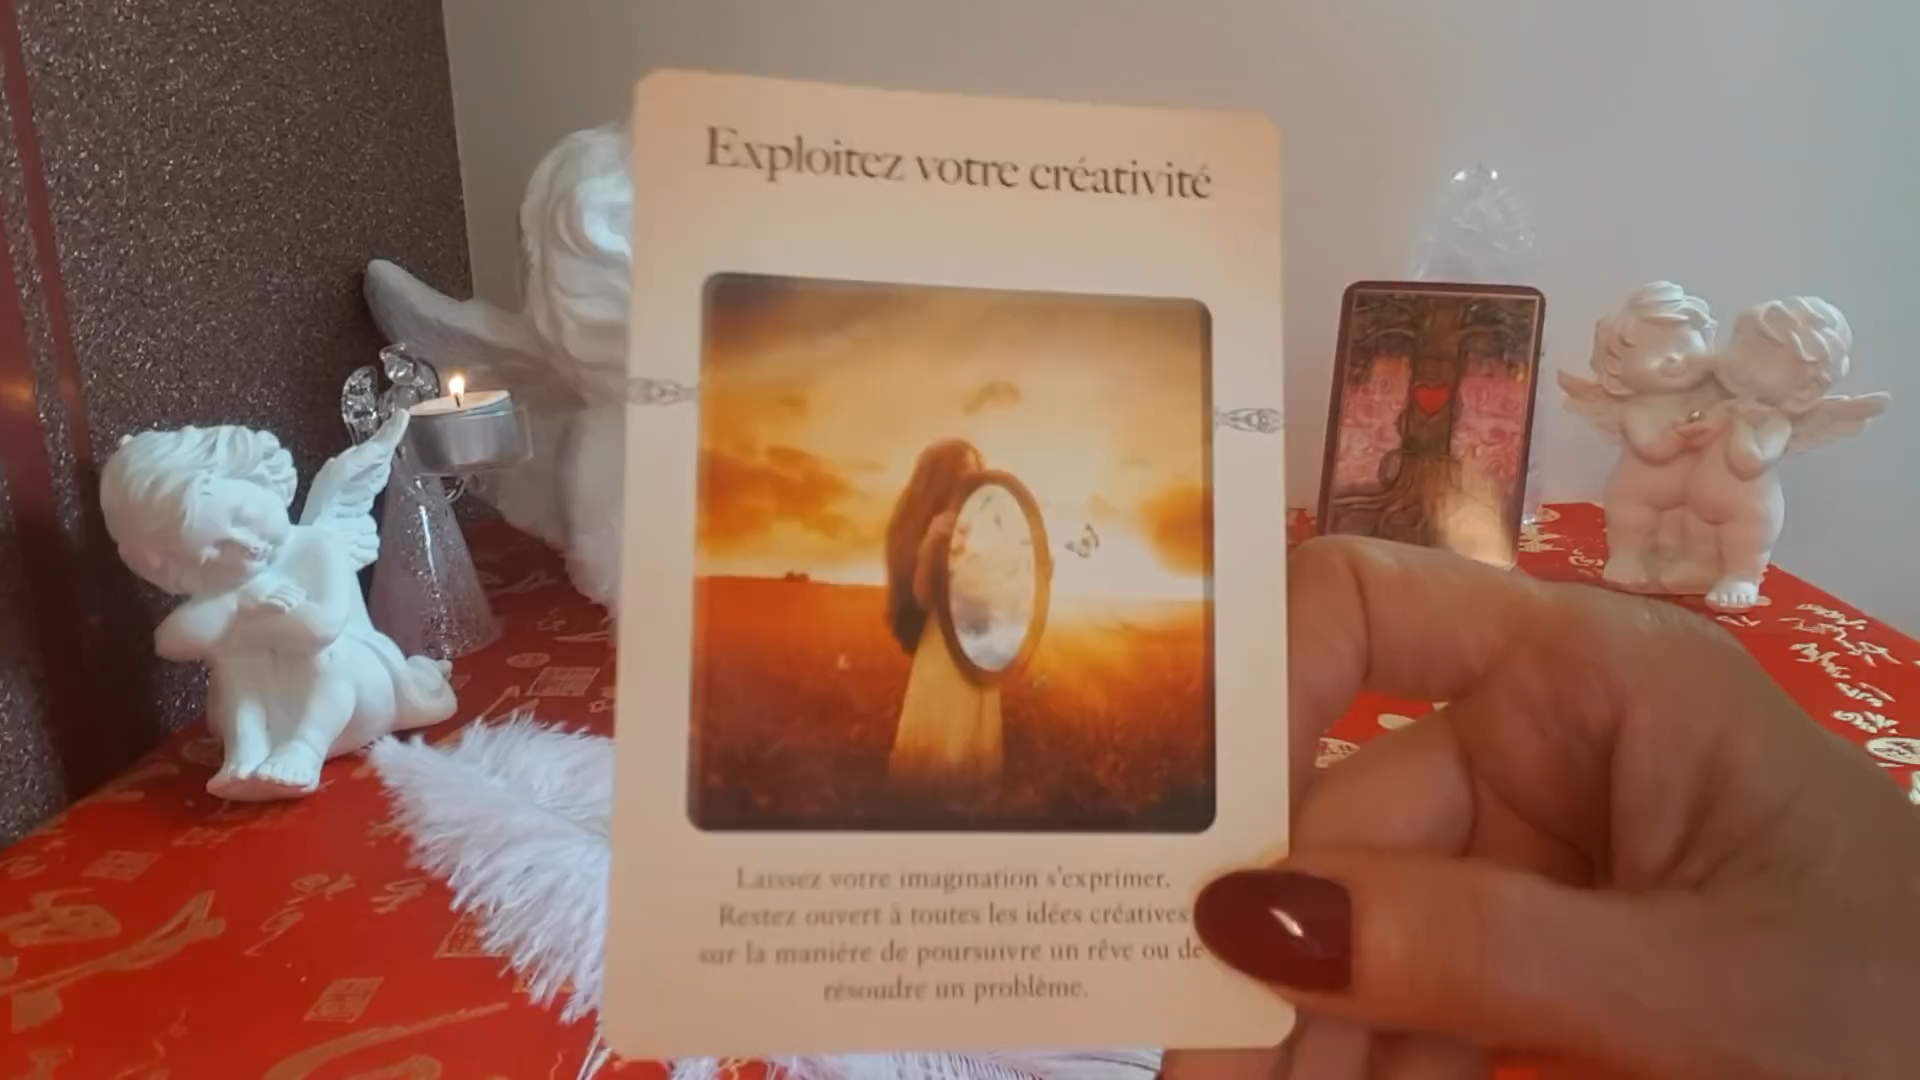 Exploitez votre créativité
Laissez votre imagination s'exprimer.
Restez ouvert à toutes les idées créatives
sur la manière de poursuivre un rêve ou de
résoudre un problème.